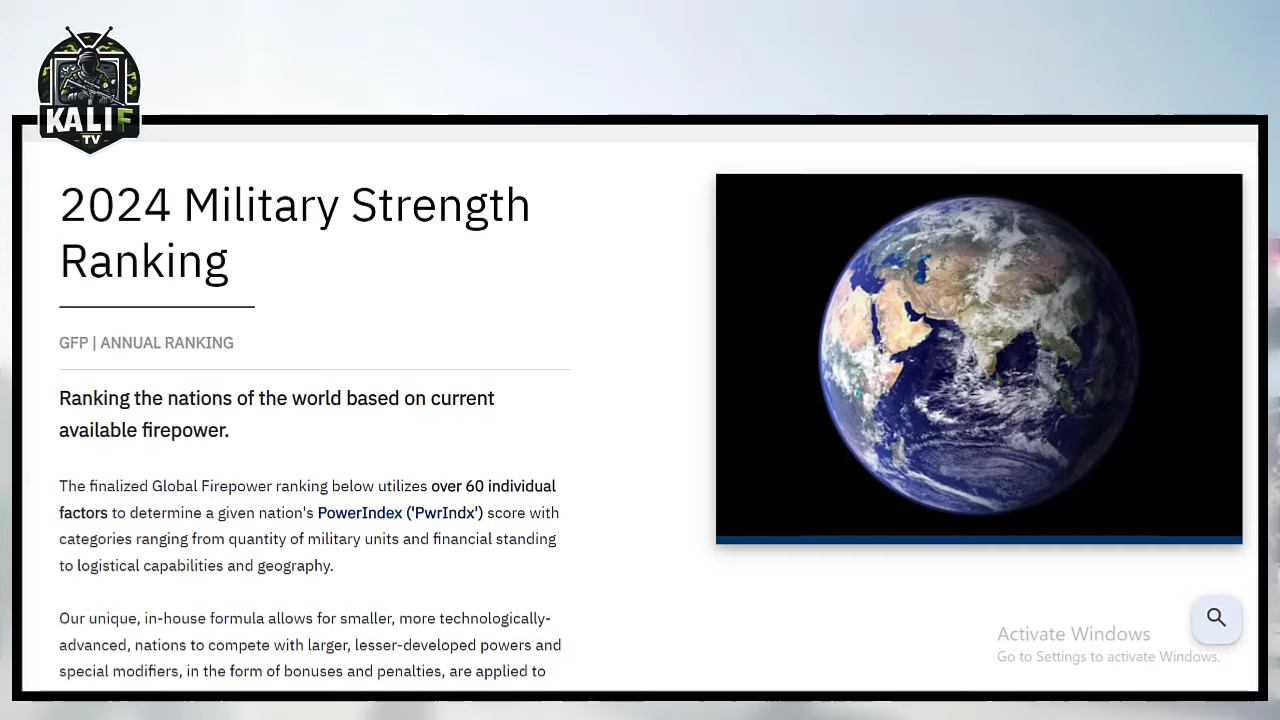 KALIF
TV
2024 Military Strength
Ranking
GFP | ANNUAL RANKING
Ranking the nations of the world based on current
available firepower.
The finalized Global Firepower ranking below utilizes over 60 individual
factors to determine a given nation's PowerIndex ('PwrIndx') score with
categories ranging from quantity of military units and financial standing
to logistical capabilities and geography.
Our unique, in-house formula allows for smaller, more technologically-
advanced, nations to compete with larger, lesser-developed powers and
special modifiers, in the form of bonuses and penalties, are applied to
Activate Windows
Go to Settings to activate Windows.